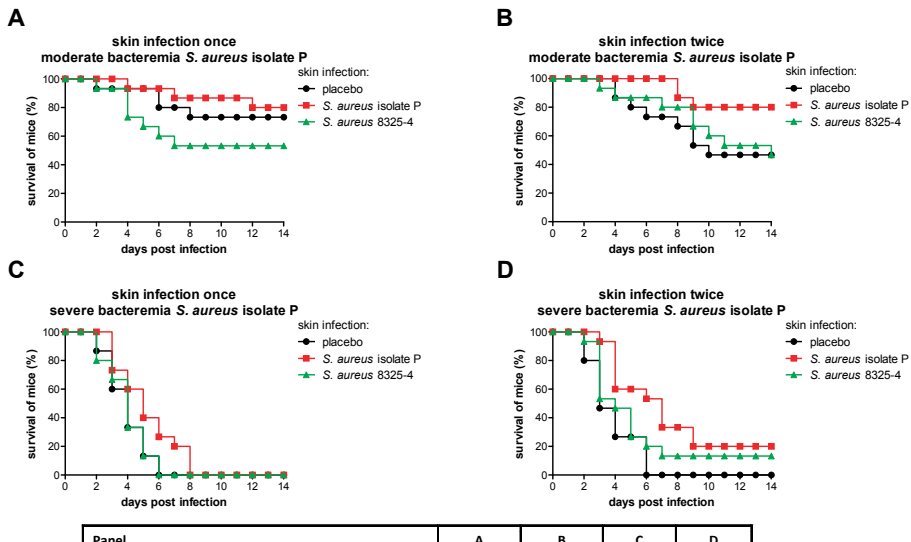 A
skin infection once
moderate bacteremia S. aureus isolate P
skin infection:
placebo
S. aureus isolate P
S. aureus 8325-4
survival of mice (%)
100
80
60
40
20
0
0 2 4 6 8 10 12 14
days post infection
B
skin infection twice
moderate bacteremia S. aureus isolate P
skin infection:
placebo
S. aureus isolate P
S. aureus 8325-4
survival of mice (%)
100
80
60
40
20
0
0 2 4 6 8 10 12 14
days post infection
C
skin infection once
severe bacteremia S. aureus isolate P
skin infection:
placebo
S. aureus isolate P
S. aureus 8325-4
survival of mice (%)
100
80
60
40
20
0
0 2 4 6 8 10 12 14
days post infection
D
skin infection twice
severe bacteremia S. aureus isolate P
skin infection:
placebo
S. aureus isolate P
S. aureus 8325-4
survival of mice (%)
100
80
60
40
20
0
0 2 4 6 8 10 12 14
days post infection
Panel A B C D